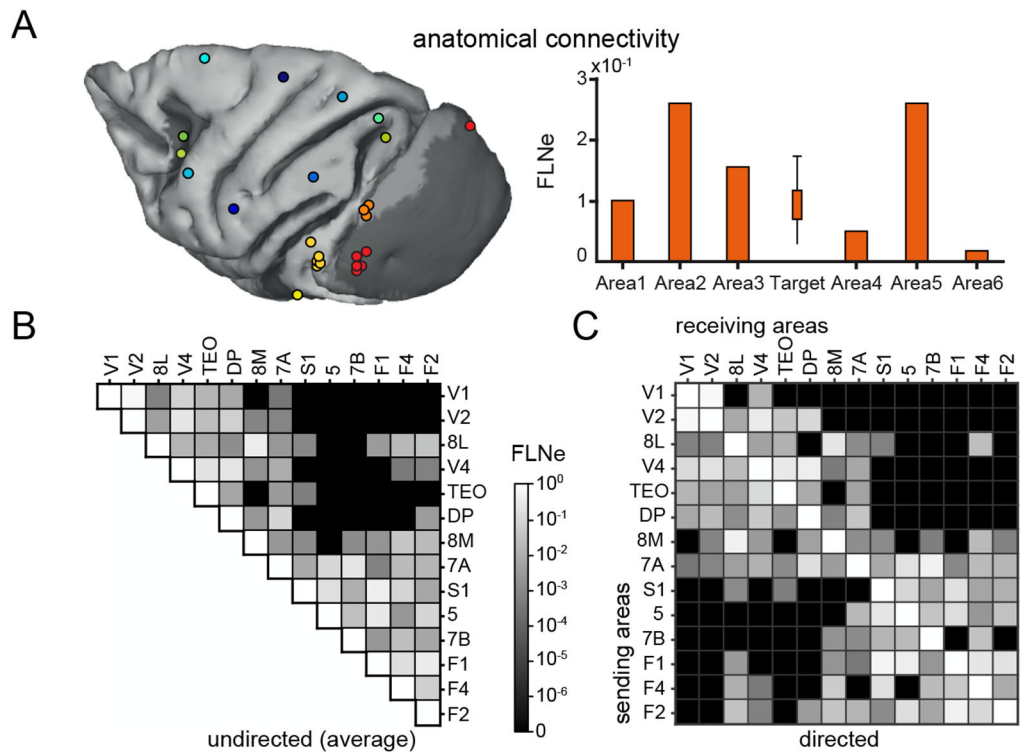 A
anatomical connectivity
x10-1
3
2
1
0
FLNe
Area1 Area2 Area3 Target Area4 Area5 Area6
B
V1 V2 8L V4 TEO DP 8M 7A S1 5 7B F1 F4 F2
V1
V2
8L
V4
TEO
DP
8M
7A
S1
5
7B
F1
F4
F2
undirected (average)
FLNe
10⁰
10-1
10-2
10-3
10-4
10-5
10-6
0
C
receiving areas
V1 V2 8L V4 TEO DP 8M 7A S1 5 7B F1 F4 F2
sending areas
V1
V2
8L
V4
TEO
DP
8M
7A
S1
5
7B
F1
F4
F2
directed